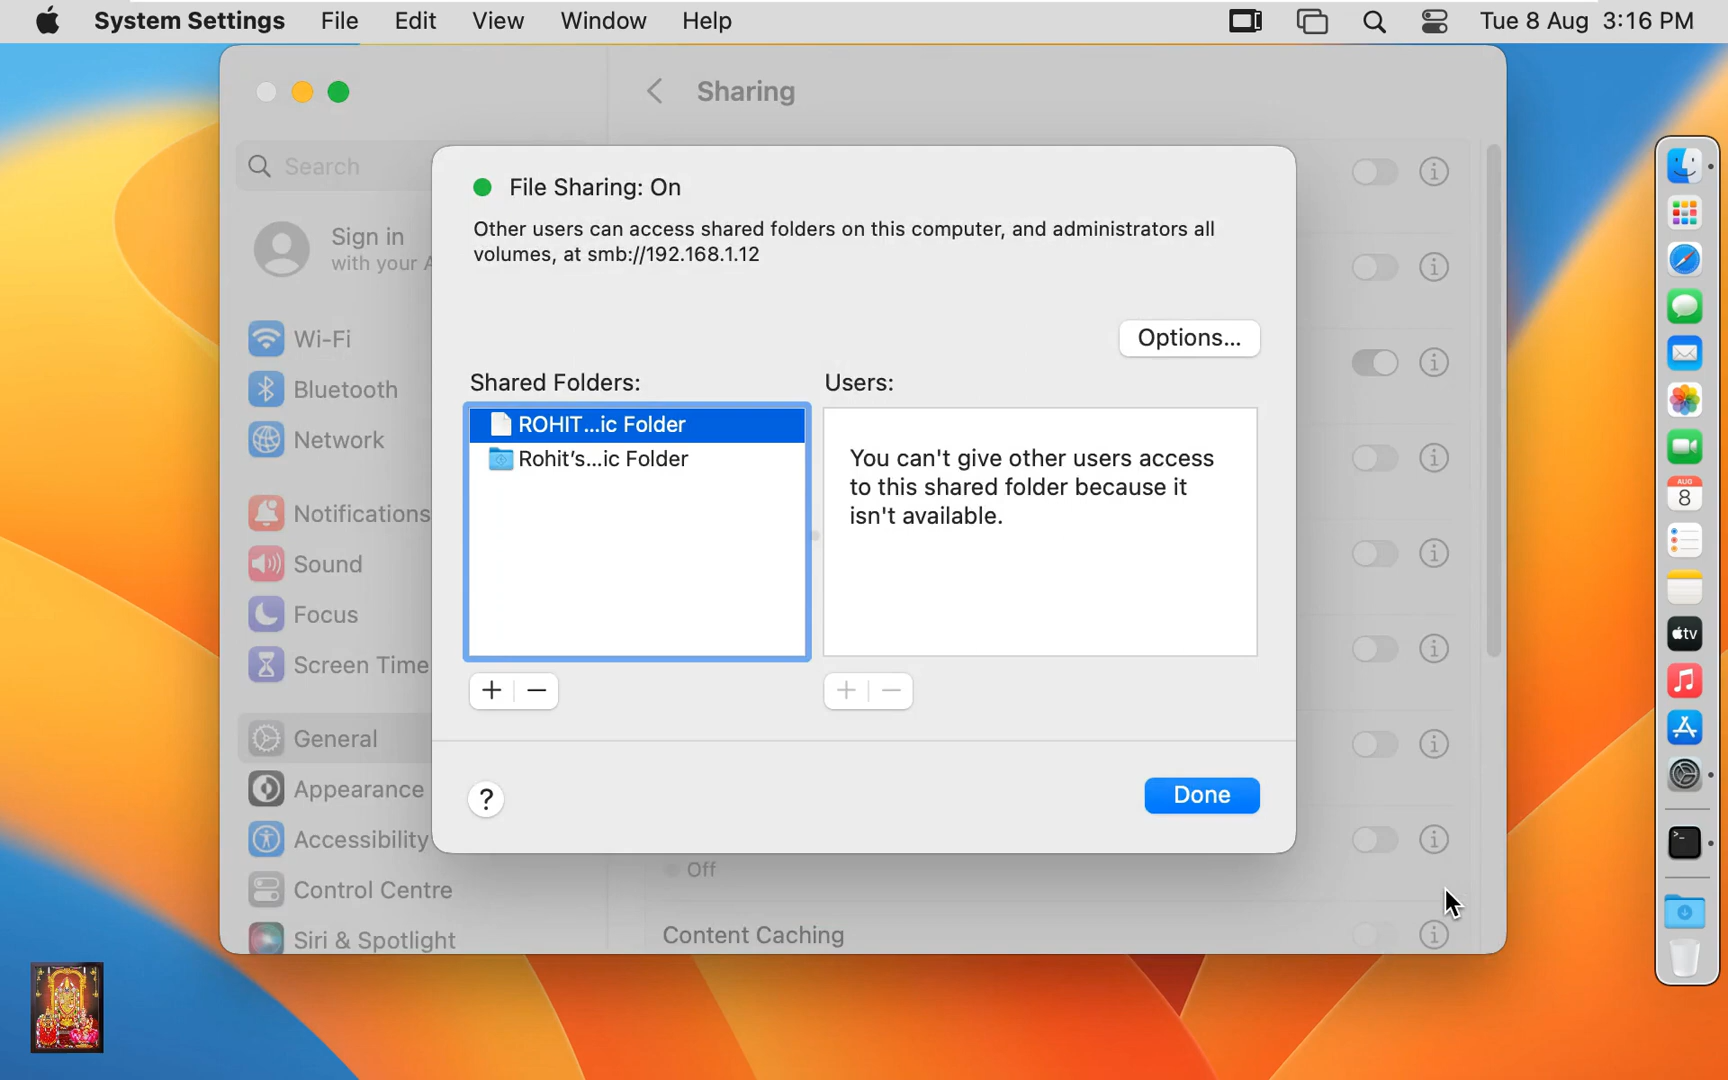 System Settings File Edit View Window Help Tue 8 Aug 3:16 PM
Sharing
Search
File Sharing: On
Other users can access shared folders on this computer, and administrators all
volumes, at smb://192.168.1.12
Sign in
with your A
Options...
Wi-Fi
Bluetooth
Network
Notifications
Sound
Focus
Screen Time
General
Appearance
Accessibility
Control Centre
Siri & Spotlight
Shared Folders:
ROHIT...ic Folder
Rohit’s...ic Folder
+ −
Users:
You can't give other users access
to this shared folder because it
isn't available.
+ −
?
Done
Off
Content Caching
AUG
8
tv